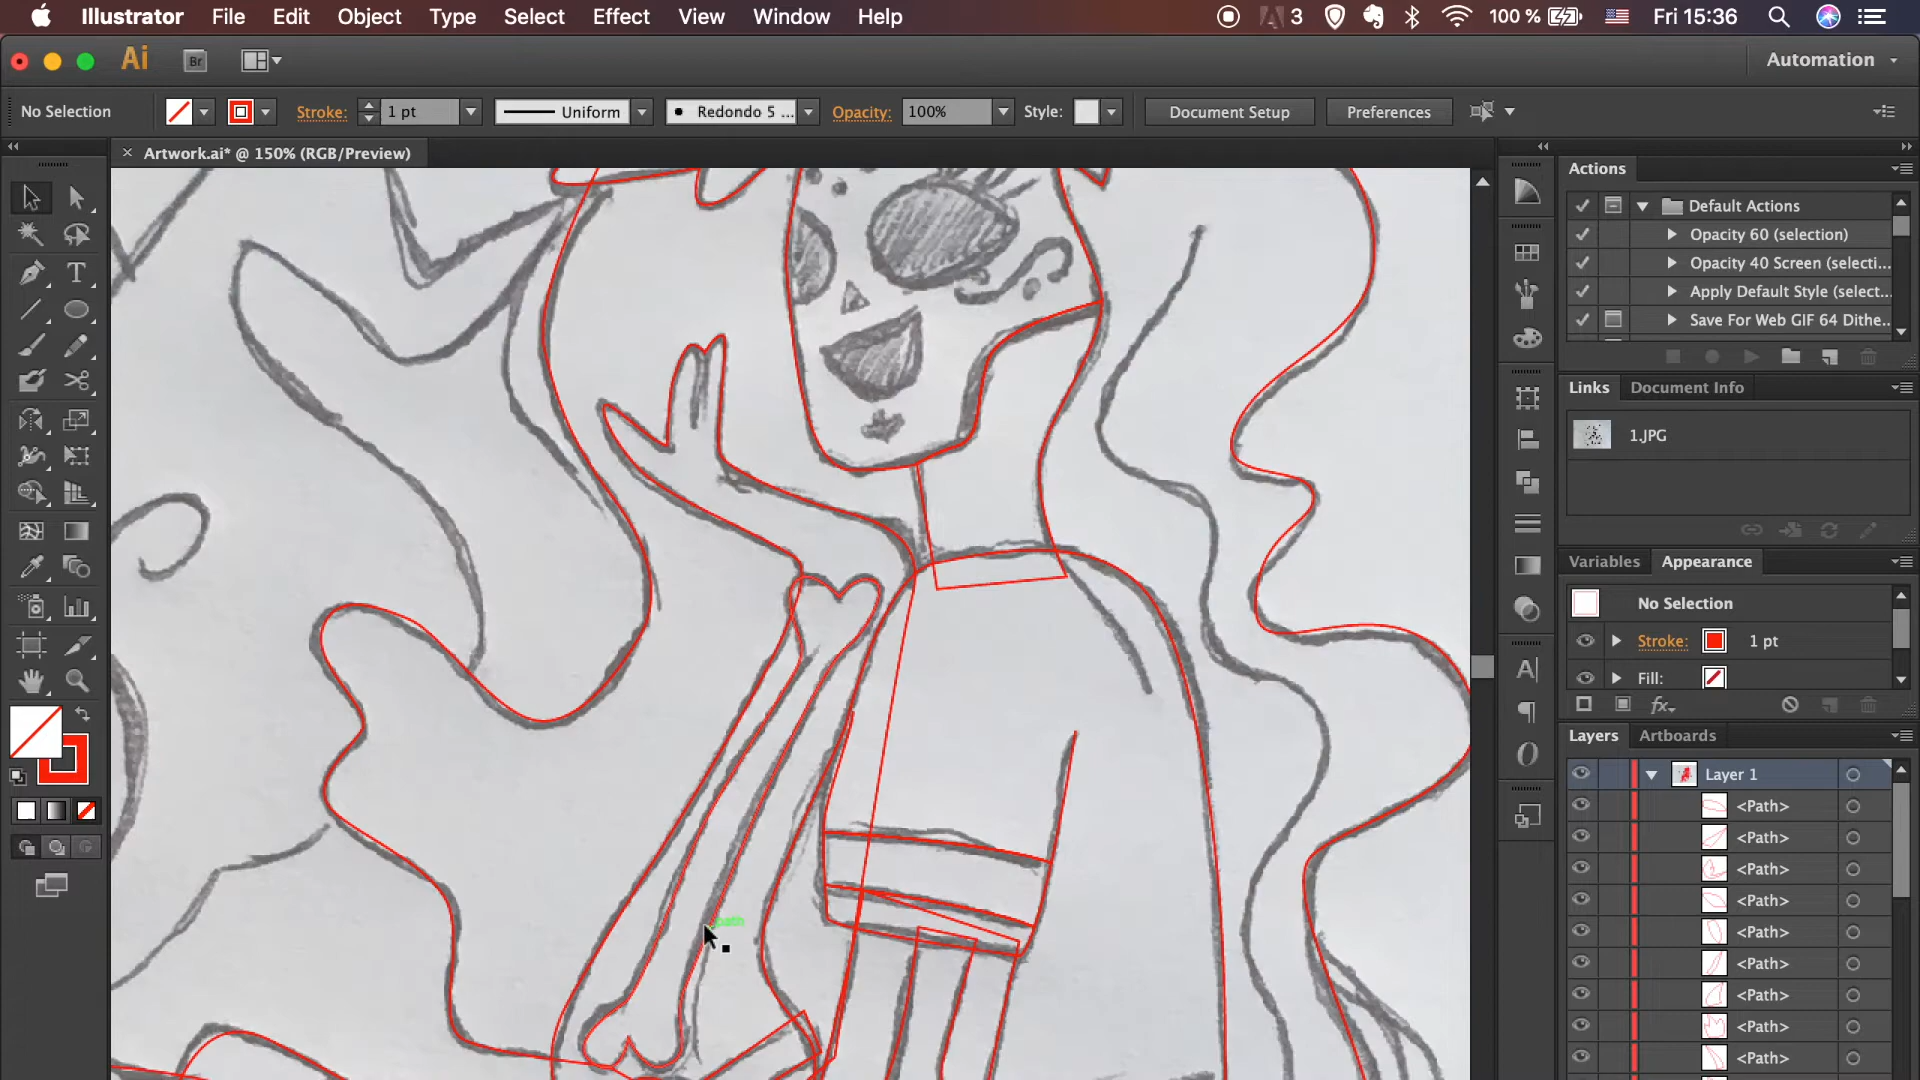 Illustrator File Edit Object Type Select Effect View Window Help 3 100 % Fri 15:36
Ai Br Automation
No Selection Stroke: 1 pt Uniform Redondo 5 ... Opacity: 100% Style: Document Setup Preferences
× Artwork.ai* @ 150% (RGB/Preview)
Actions
Default Actions
Opacity 60 (selection)
Opacity 40 Screen (selecti...
Apply Default Style (select...
Save For Web GIF 64 Dithe...
Links Document Info
1.JPG
Variables Appearance
No Selection
Stroke: 1 pt
Fill:
fx
Layers Artboards
Layer 1
<Path>
<Path>
<Path>
<Path>
<Path>
<Path>
<Path>
<Path>
<Path>
path